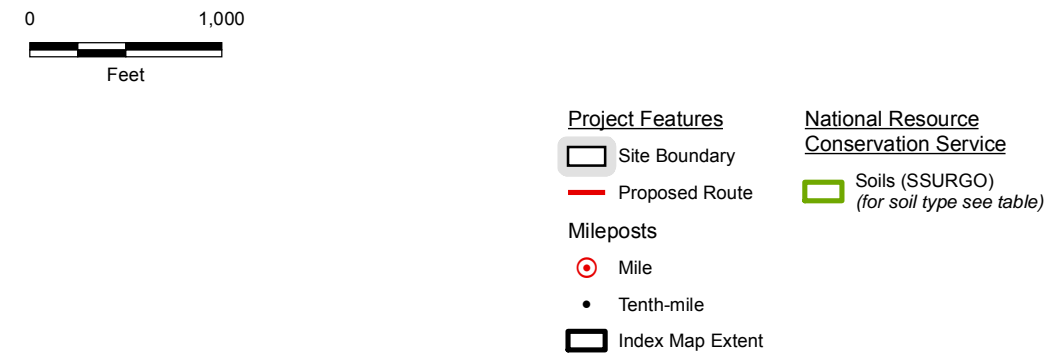 0 1,000
Feet
Project Features
Site Boundary
Proposed Route
Mileposts
Mile
Tenth-mile
Index Map Extent
National Resource
Conservation Service
Soils (SSURGO)
(for soil type see table)